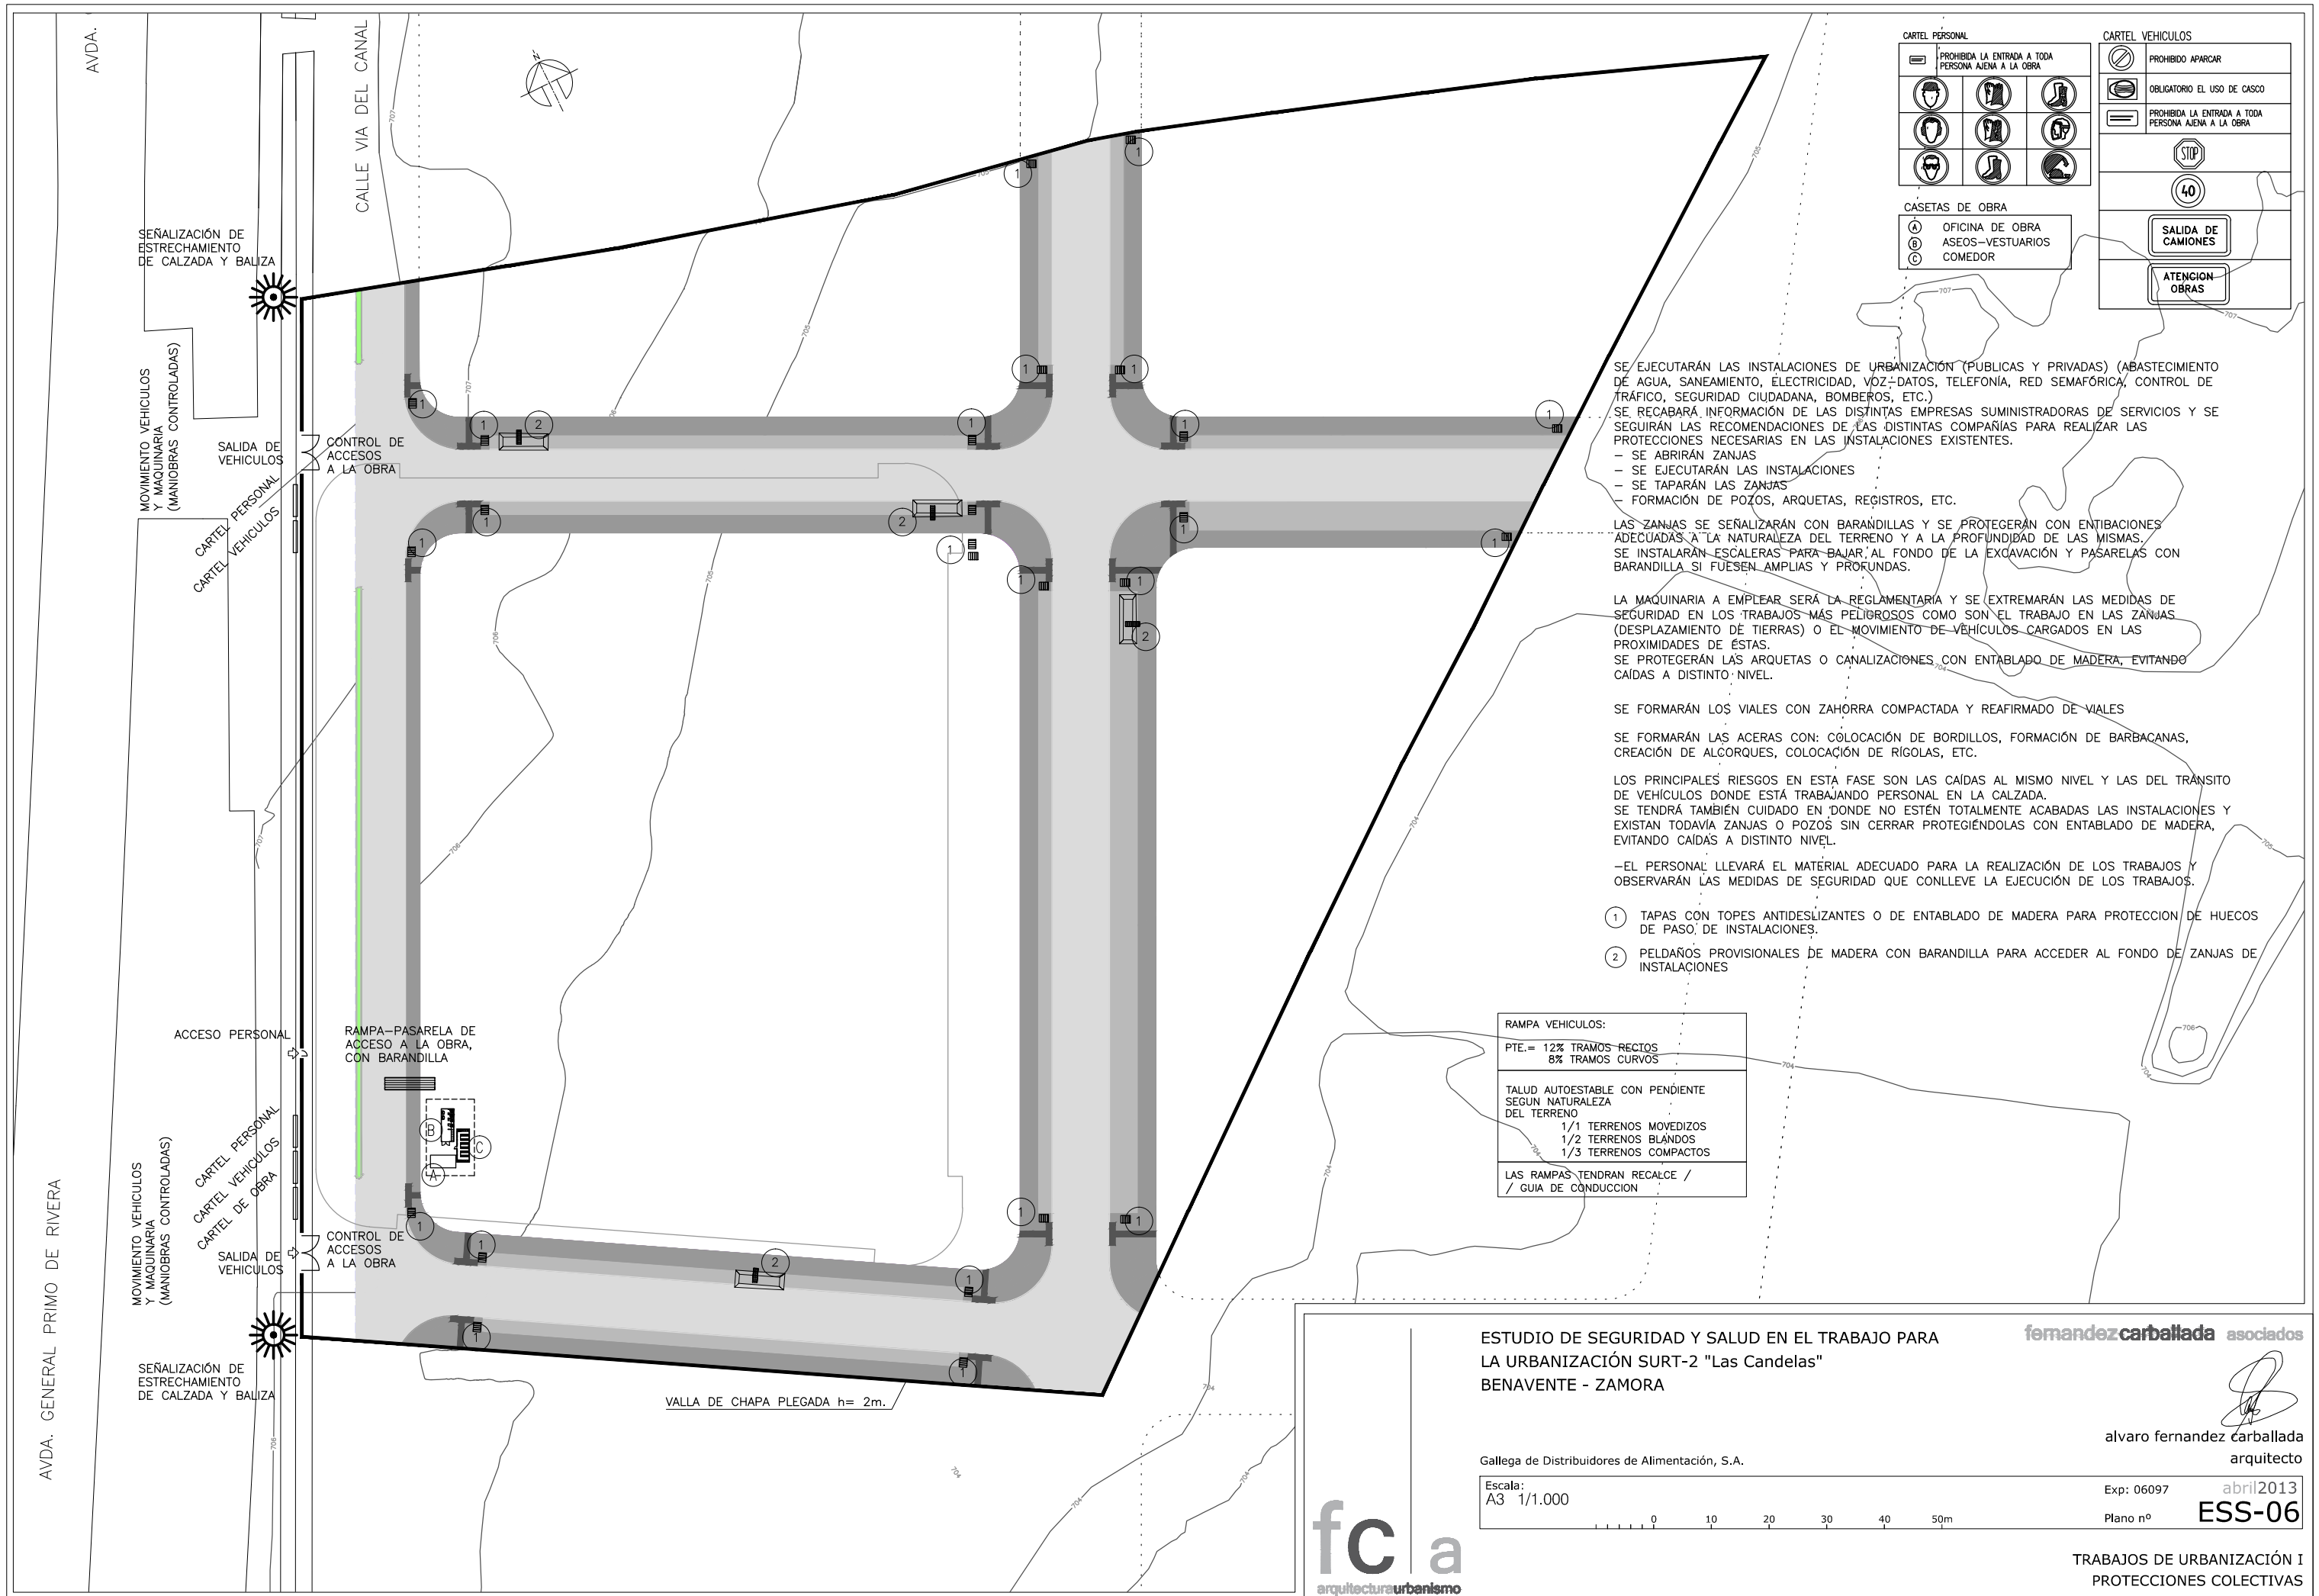 AVDA.
CALLE VIA DEL CANAL
N
CARTEL PERSONAL
PROHIBIDA LA ENTRADA A TODA
PERSONA AJENA A LA OBRA
CARTEL VEHICULOS
PROHIBIDO APARCAR
OBLIGATORIO EL USO DE CASCO
PROHIBIDA LA ENTRADA A TODA
PERSONA AJENA A LA OBRA
STOP
40
SALIDA DE
CAMIONES
ATENCION
OBRAS
CASETAS DE OBRA
A OFICINA DE OBRA
B ASEOS-VESTUARIOS
C COMEDOR
SEÑALIZACIÓN DE
ESTRECHAMIENTO
DE CALZADA Y BALIZA
MOVIMIENTO VEHICULOS
Y MAQUINARIA
(MANIOBRAS CONTROLADAS)
SALIDA DE
VEHICULOS
CONTROL DE
ACCESOS
A LA OBRA
CARTEL PERSONAL
CARTEL VEHICULOS
SE EJECUTARÁN LAS INSTALACIONES DE URBANIZACIÓN (PUBLICAS Y PRIVADAS) (ABASTECIMIENTO
DE AGUA, SANEAMIENTO, ELECTRICIDAD, VOZ-DATOS, TELEFONÍA, RED SEMAFÓRICA, CONTROL DE
TRÁFICO, SEGURIDAD CIUDADANA, BOMBEROS, ETC.)
SE RECABARÁ INFORMACIÓN DE LAS DISTINTAS EMPRESAS SUMINISTRADORAS DE SERVICIOS Y SE
SEGUIRÁN LAS RECOMENDACIONES DE LAS DISTINTAS COMPAÑÍAS PARA REALIZAR LAS
PROTECCIONES NECESARIAS EN LAS INSTALACIONES EXISTENTES.
- SE ABRIRÁN ZANJAS
- SE EJECUTARÁN LAS INSTALACIONES
- SE TAPARÁN LAS ZANJAS
- FORMACIÓN DE POZOS, ARQUETAS, REGISTROS, ETC.
LAS ZANJAS SE SEÑALIZARÁN CON BARANDILLAS Y SE PROTEGERÁN CON ENTIBACIONES
ADECUADAS A LA NATURALEZA DEL TERRENO Y A LA PROFUNDIDAD DE LAS MISMAS.
SE INSTALARÁN ESCALERAS PARA BAJAR AL FONDO DE LA EXCAVACIÓN Y PASARELAS CON
BARANDILLA SI FUESEN AMPLIAS Y PROFUNDAS.
LA MAQUINARIA A EMPLEAR SERÁ LA REGLAMENTARIA Y SE EXTREMARÁN LAS MEDIDAS DE
SEGURIDAD EN LOS TRABAJOS MÁS PELIGROSOS COMO SON EL TRABAJO EN LAS ZANJAS
(DESPLAZAMIENTO DE TIERRAS) O EL MOVIMIENTO DE VEHÍCULOS CARGADOS EN LAS
PROXIMIDADES DE ÉSTAS.
SE PROTEGERÁN LAS ARQUETAS O CANALIZACIONES CON ENTABLADO DE MADERA, EVITANDO
CAÍDAS A DISTINTO NIVEL.
SE FORMARÁN LOS VIALES CON ZAHORRA COMPACTADA Y REAFIRMADO DE VIALES
SE FORMARÁN LAS ACERAS CON: COLOCACIÓN DE BORDILLOS, FORMACIÓN DE BARBACANAS,
CREACIÓN DE ALCORQUES, COLOCACIÓN DE RÍGOLAS, ETC.
LOS PRINCIPALES RIESGOS EN ESTA FASE SON LAS CAÍDAS AL MISMO NIVEL Y LAS DEL TRÁNSITO
DE VEHÍCULOS DONDE ESTÁ TRABAJANDO PERSONAL EN LA CALZADA.
SE TENDRÁ TAMBIÉN CUIDADO EN DONDE NO ESTÉN TOTALMENTE ACABADAS LAS INSTALACIONES Y
EXISTAN TODAVÍA ZANJAS O POZOS SIN CERRAR PROTEGIÉNDOLAS CON ENTABLADO DE MADERA,
EVITANDO CAÍDAS A DISTINTO NIVEL.
-EL PERSONAL LLEVARÁ EL MATERIAL ADECUADO PARA LA REALIZACIÓN DE LOS TRABAJOS Y
OBSERVARÁN LAS MEDIDAS DE SEGURIDAD QUE CONLLEVE LA EJECUCIÓN DE LOS TRABAJOS.
1 TAPAS CON TOPES ANTIDESLIZANTES O DE ENTABLADO DE MADERA PARA PROTECCION DE HUECOS
DE PASO DE INSTALACIONES.
2 PELDAÑOS PROVISIONALES DE MADERA CON BARANDILLA PARA ACCEDER AL FONDO DE ZANJAS DE
INSTALACIONES
ACCESO PERSONAL
RAMPA-PASARELA DE
ACCESO A LA OBRA,
CON BARANDILLA
B
C
A
CARTEL PERSONAL
CARTEL VEHICULOS
CARTEL DE OBRA
MOVIMIENTO VEHICULOS
Y MAQUINARIA
(MANIOBRAS CONTROLADAS)
SALIDA DE
VEHICULOS
CONTROL DE
ACCESOS
A LA OBRA
SEÑALIZACIÓN DE
ESTRECHAMIENTO
DE CALZADA Y BALIZA
AVDA. GENERAL PRIMO DE RIVERA
VALLA DE CHAPA PLEGADA h= 2m.
RAMPA VEHICULOS:
PTE.= 12% TRAMOS RECTOS
8% TRAMOS CURVOS
TALUD AUTOESTABLE CON PENDIENTE
SEGUN NATURALEZA
DEL TERRENO
1/1 TERRENOS MOVEDIZOS
1/2 TERRENOS BLANDOS
1/3 TERRENOS COMPACTOS
LAS RAMPAS TENDRAN RECALCE /
/ GUIA DE CONDUCCION
ESTUDIO DE SEGURIDAD Y SALUD EN EL TRABAJO PARA
LA URBANIZACIÓN SURT-2 "Las Candelas"
BENAVENTE - ZAMORA
fernandezcarballada asociados
alvaro fernandez carballada
arquitecto
Gallega de Distribuidores de Alimentación, S.A.
Escala:
A3 1/1.000
0 10 20 30 40 50m
Exp: 06097
abril2013
Plano nº
ESS-06
fca
arquitecturaurbanismo
TRABAJOS DE URBANIZACIÓN I
PROTECCIONES COLECTIVAS